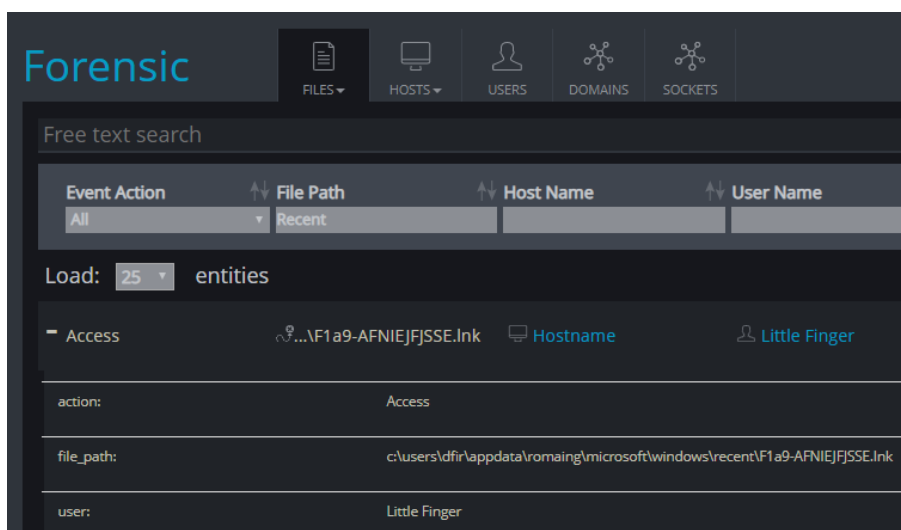 Forensic
FILES HOSTS USERS DOMAINS SOCKETS
Free text search
Event Action File Path Host Name User Name
All Recent
Load: 25 entities
- Access ...\F1a9-AFNIEJFJSSE.lnk Hostname Little Finger
action: Access
file_path: c:\users\dfir\appdata\romaing\microsoft\windows\recent\F1a9-AFNIEJFJSSE.lnk
user: Little Finger